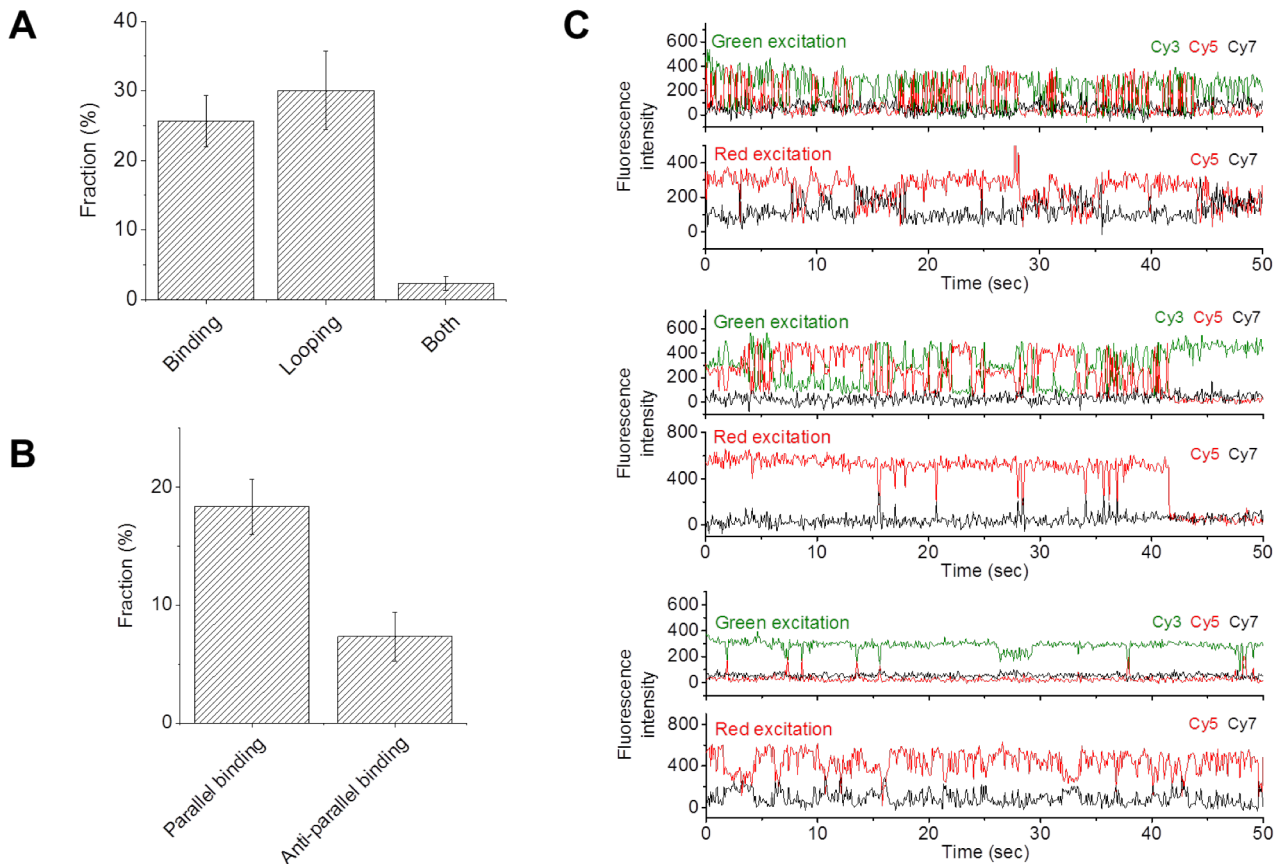 A
40
30
20
10
0
Fraction (%)
Binding
Looping
Both
B
20
10
0
Fraction (%)
Parallel binding
Anti-parallel binding
C
Green excitation
Cy3 Cy5 Cy7
600
400
200
0
Fluorescence
intensity
Red excitation
Cy5 Cy7
400
200
0
0 10 20 30 40 50
Time (sec)
Green excitation
Cy3 Cy5 Cy7
600
400
200
0
Fluorescence
intensity
Red excitation
Cy5 Cy7
800
400
0
0 10 20 30 40 50
Time (sec)
Green excitation
Cy3 Cy5 Cy7
600
400
200
0
Fluorescence
intensity
Red excitation
Cy5 Cy7
800
400
0
0 10 20 30 40 50
Time (sec)